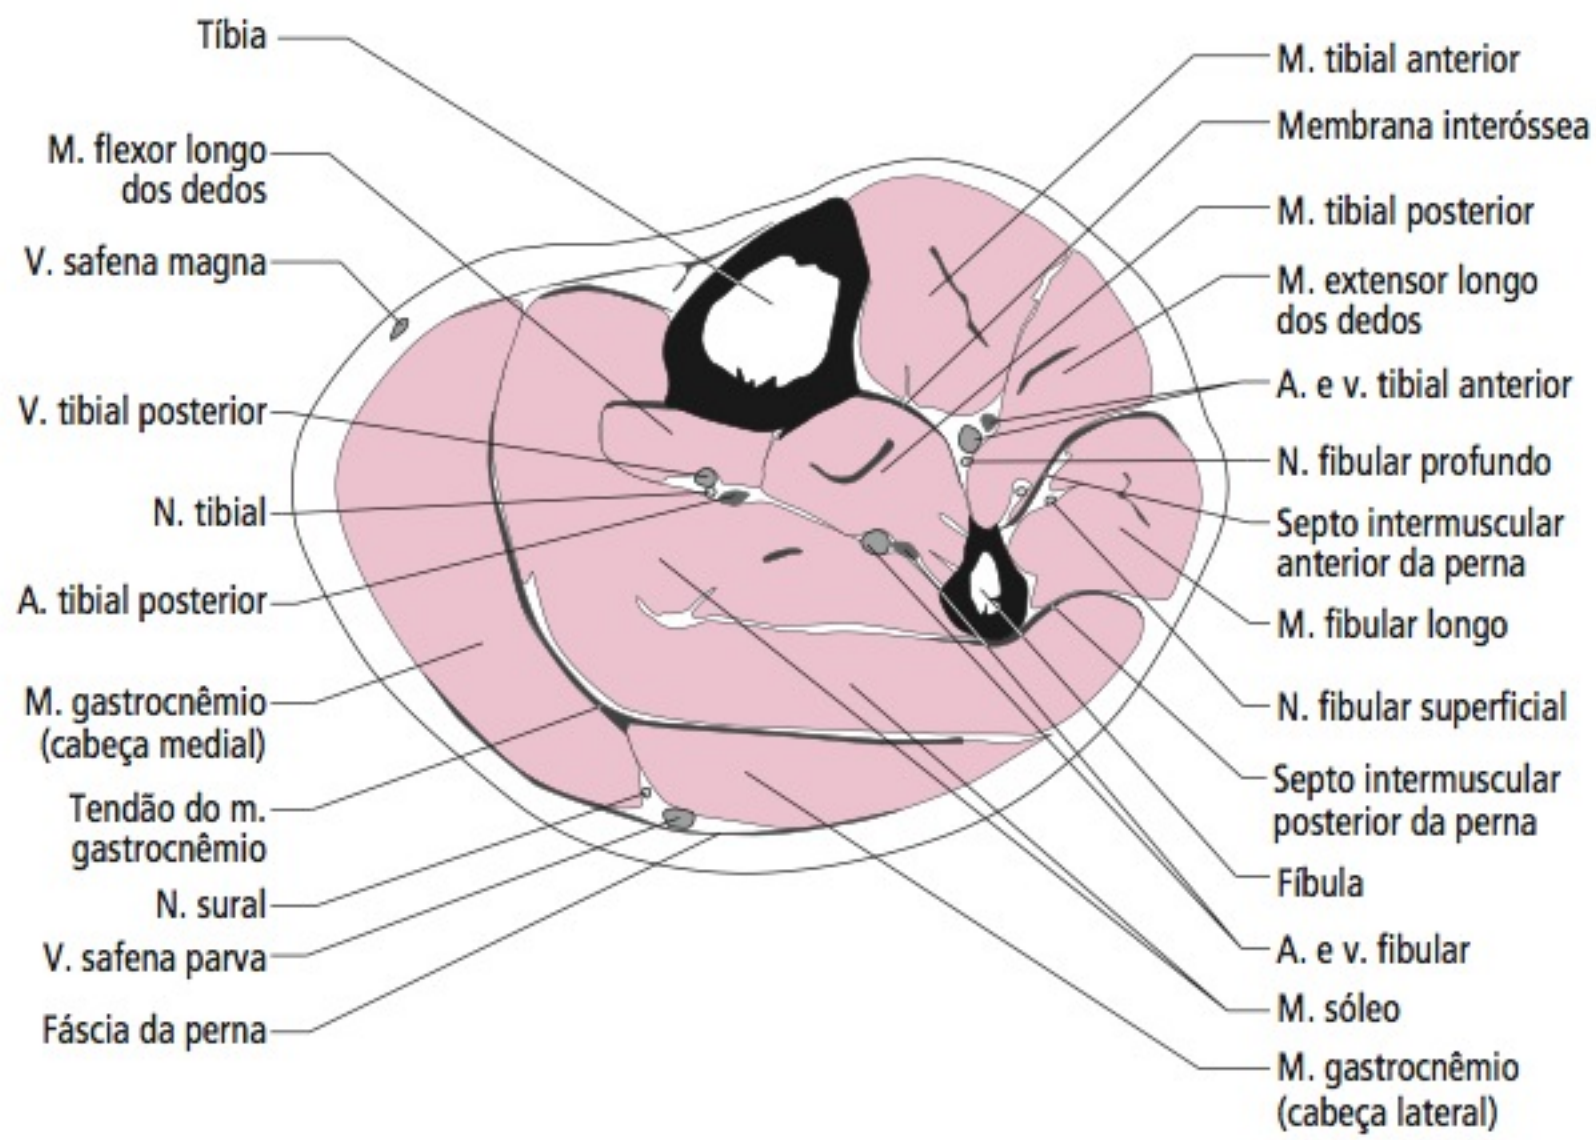 Tíbia
M. flexor longo
dos dedos
V. safena magna
V. tibial posterior
N. tibial
A. tibial posterior
M. gastrocnêmio
(cabeça medial)
Tendão do m.
gastrocnêmio
N. sural
V. safena parva
Fáscia da perna
M. tibial anterior
Membrana interóssea
M. tibial posterior
M. extensor longo
dos dedos
A. e v. tibial anterior
N. fibular profundo
Septo intermuscular
anterior da perna
M. fibular longo
N. fibular superficial
Septo intermuscular
posterior da perna
Fíbula
A. e v. fibular
M. sóleo
M. gastrocnêmio
(cabeça lateral)